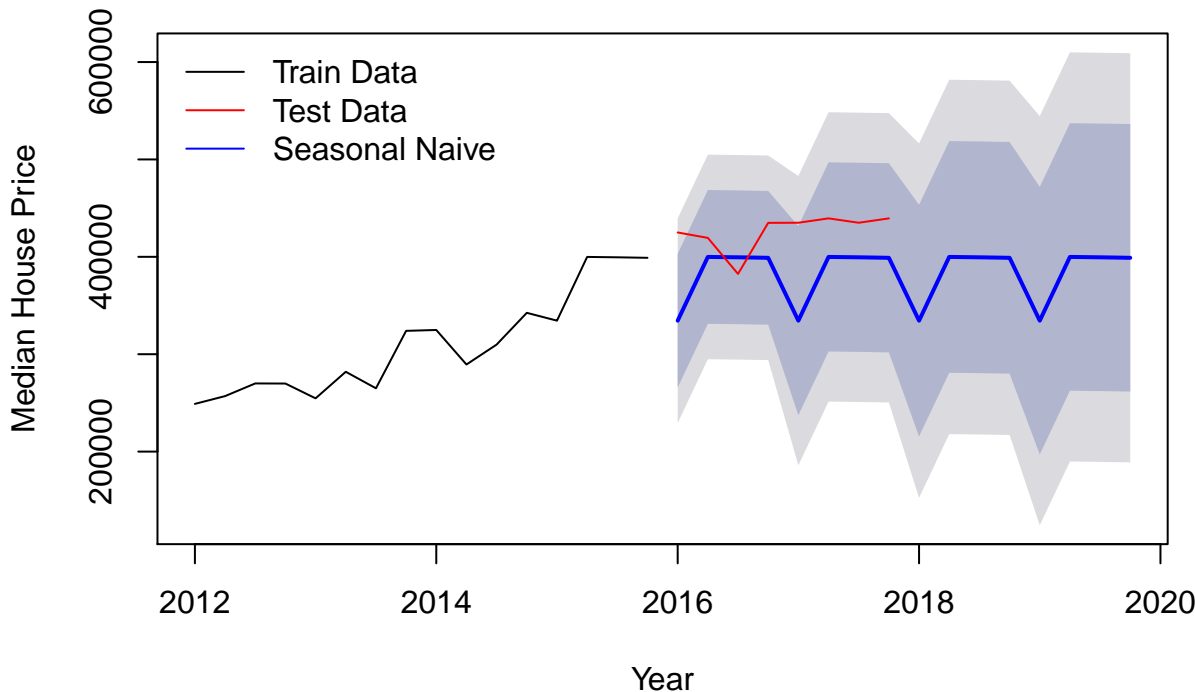 Train Data
Test Data
Seasonal Naive
Median House Price
600000
400000
200000
2012 2014 2016 2018 2020
Year